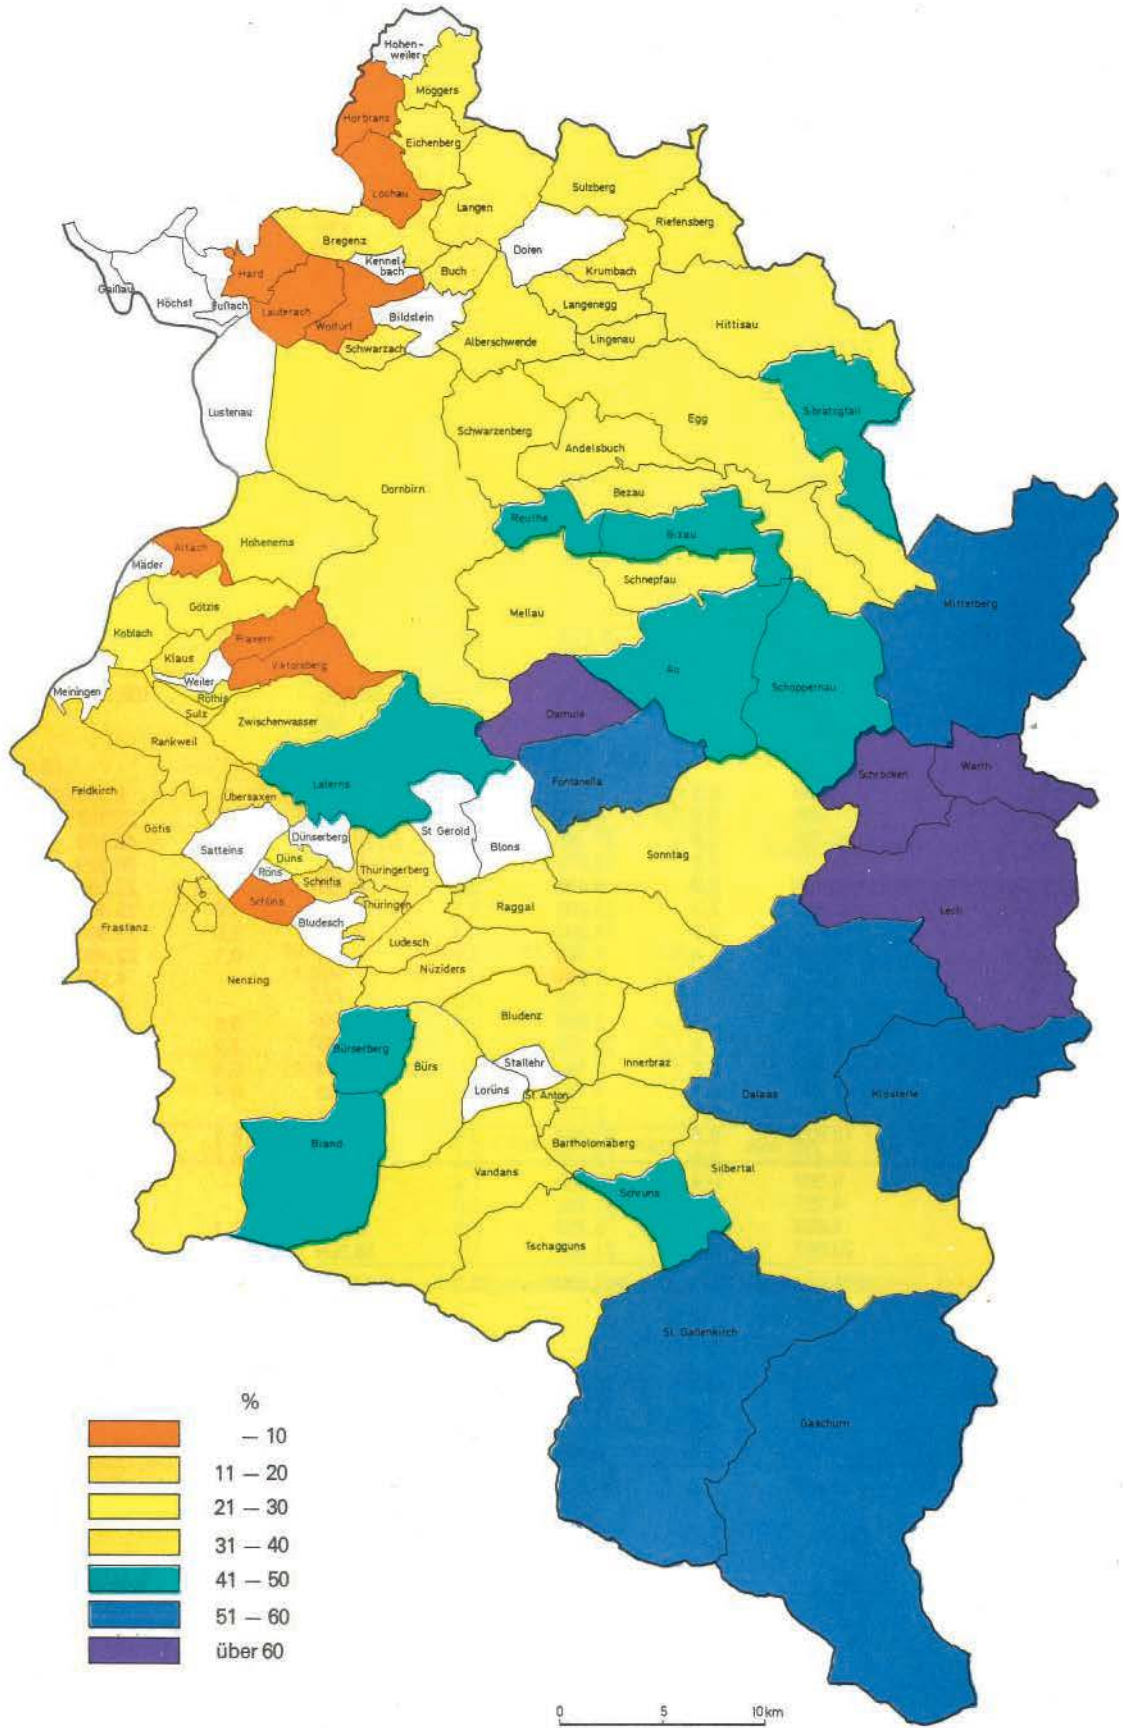 Hohen-
weiler
Möggers
Hörbranz
Eichenberg
Lochau
Sulzberg
Langen
Riefensberg
Bregenz
Doren
Kennel-
bach
Buch
Krumbach
Hard
Gaißau
Höchst
Fußach
Langenegg
Lauterach
Wolfurt
Bildstein
Hittisau
Alberschwende
Lingenau
Schwarzach
Lustenau
Sibratsgfäll
Egg
Schwarzenberg
Andelsbuch
Dornbirn
Bezau
Reuthe
Bizau
Hohenems
Altach
Mäder
Schnepfau
Mittelberg
Götzis
Mellau
Koblach
Fraxern
Klaus
Viktorsberg
Au
Weiler
Schoppernau
Meiningen
Röthis
Sulz
Damüls
Zwischenwasser
Rankweil
Warth
Schröcken
Laterns
Fontanella
Feldkirch
Übersaxen
Göfis
St Gerold
Dünserberg
Blons
Satteins
Sonntag
Düns
Röns
Thüringerberg
Schnifis
Schlins
Thüringen
Raggal
Lech
Bludesch
Frastanz
Ludesch
Nüziders
Nenzing
Bludenz
Bürserberg
Stallehr
Innerbraz
Bürs
Lorüns
St. Anton
Dalaas
Klösterle
Brand
Bartholomäberg
Vandans
Silbertal
Schruns
Tschagguns
St. Gallenkirch
Gaschurn
%
— 10
11 — 20
21 — 30
31 — 40
41 — 50
51 — 60
über 60
0 5 10 km